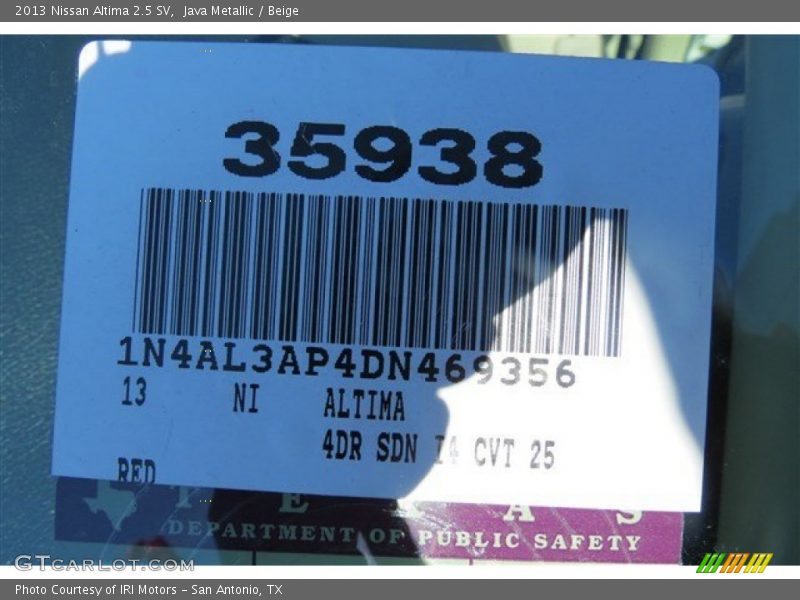 2013 Nissan Altima 2.5 SV, Java Metallic / Beige
35938
1N4AL3AP4DN469356
13 NI ALTIMA
4DR SDN I4 CVT 25
RED
TEXAS
DEPARTMENT OF PUBLIC SAFETY
GTcarlot.com
Photo Courtesy of IRI Motors - San Antonio, TX